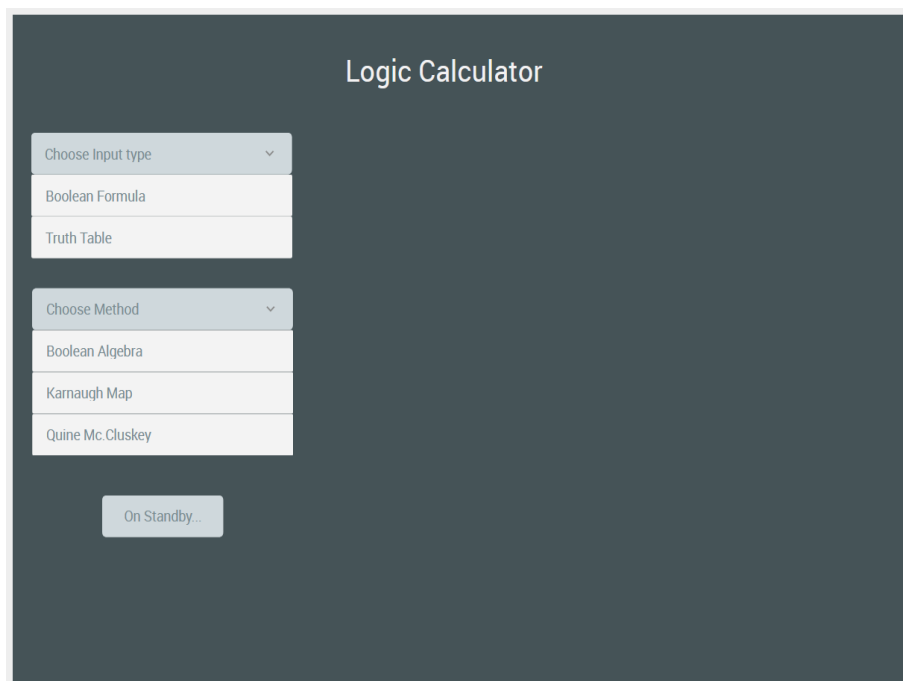 Logic Calculator
Choose Input type
Boolean Formula
Truth Table
Choose Method
Boolean Algebra
Karnaugh Map
Quine Mc.Cluskey
On Standby...